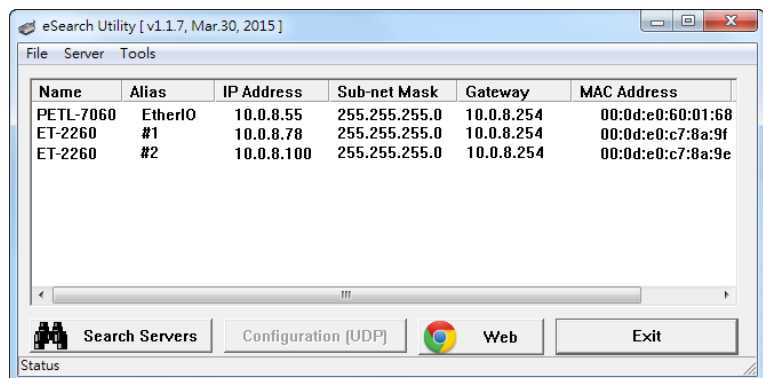 eSearch Utility [ v1.1.7, Mar.30, 2015 ]
File Server Tools
Name Alias IP Address Sub-net Mask Gateway MAC Address
PETL-7060 EtherIO 10.0.8.55 255.255.255.0 10.0.8.254 00:0d:e0:60:01:68
ET-2260 #1 10.0.8.78 255.255.255.0 10.0.8.254 00:0d:e0:c7:8a:9f
ET-2260 #2 10.0.8.100 255.255.255.0 10.0.8.254 00:0d:e0:c7:8a:9e
Search Servers Configuration (UDP) Web Exit
Status